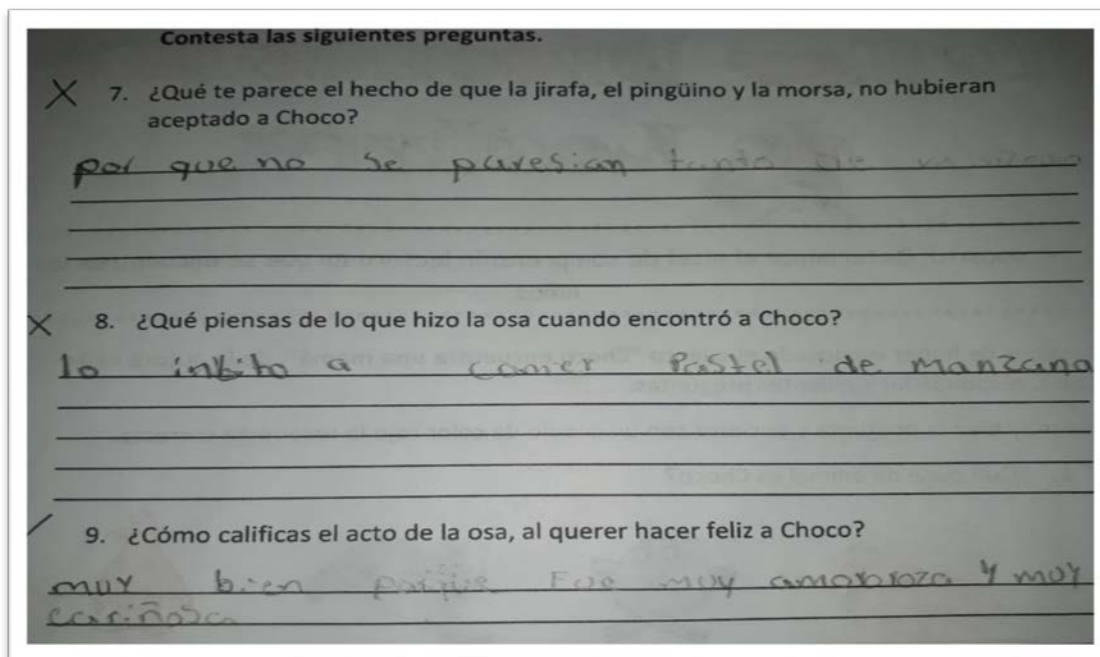 Contesta las siguientes preguntas.
7. ¿Qué te parece el hecho de que la jirafa, el pingüino y la morsa, no hubieran
aceptado a Choco?
por que no se paresian tanto
8. ¿Qué piensas de lo que hizo la osa cuando encontró a Choco?
lo inbito a comer Pastel de manzana
9. ¿Cómo calificas el acto de la osa, al querer hacer feliz a Choco?
muy bien porque Fue muy amororoza y muy
cariñosa